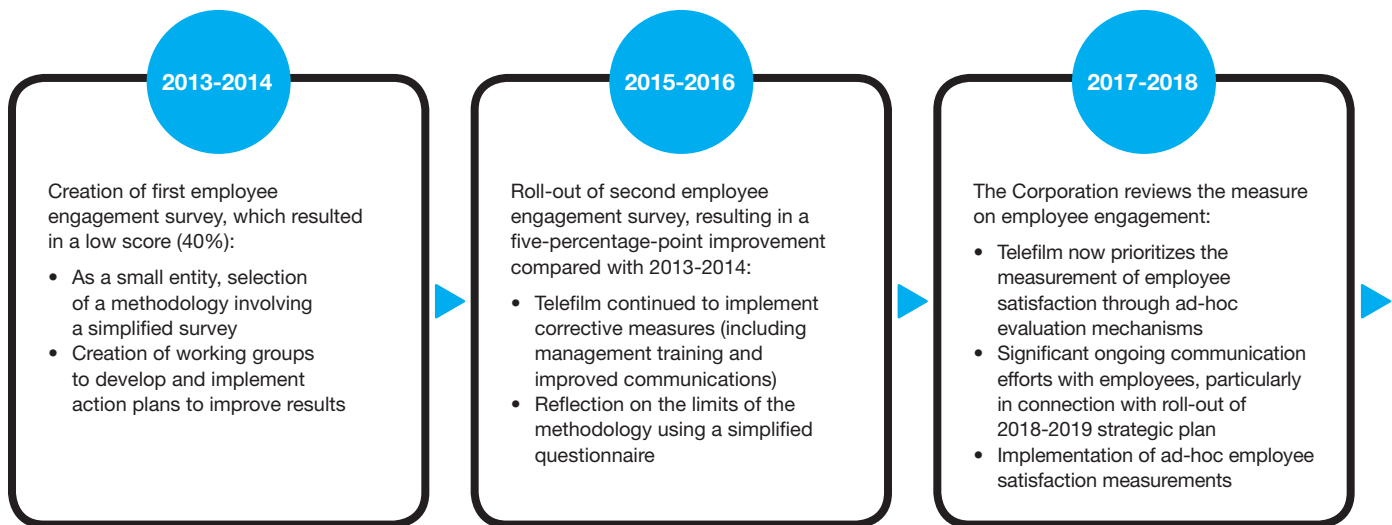 2013-2014
Creation of first employee
engagement survey, which resulted
in a low score (40%):
• As a small entity, selection
of a methodology involving
a simplified survey
• Creation of working groups
to develop and implement
action plans to improve results
2015-2016
Roll-out of second employee
engagement survey, resulting in a
five-percentage-point improvement
compared with 2013-2014:
• Telefilm continued to implement
corrective measures (including
management training and
improved communications)
• Reflection on the limits of the
methodology using a simplified
questionnaire
2017-2018
The Corporation reviews the measure
on employee engagement:
• Telefilm now prioritizes the
measurement of employee
satisfaction through ad-hoc
evaluation mechanisms
• Significant ongoing communication
efforts with employees, particularly
in connection with roll-out of
2018-2019 strategic plan
• Implementation of ad-hoc employee
satisfaction measurements